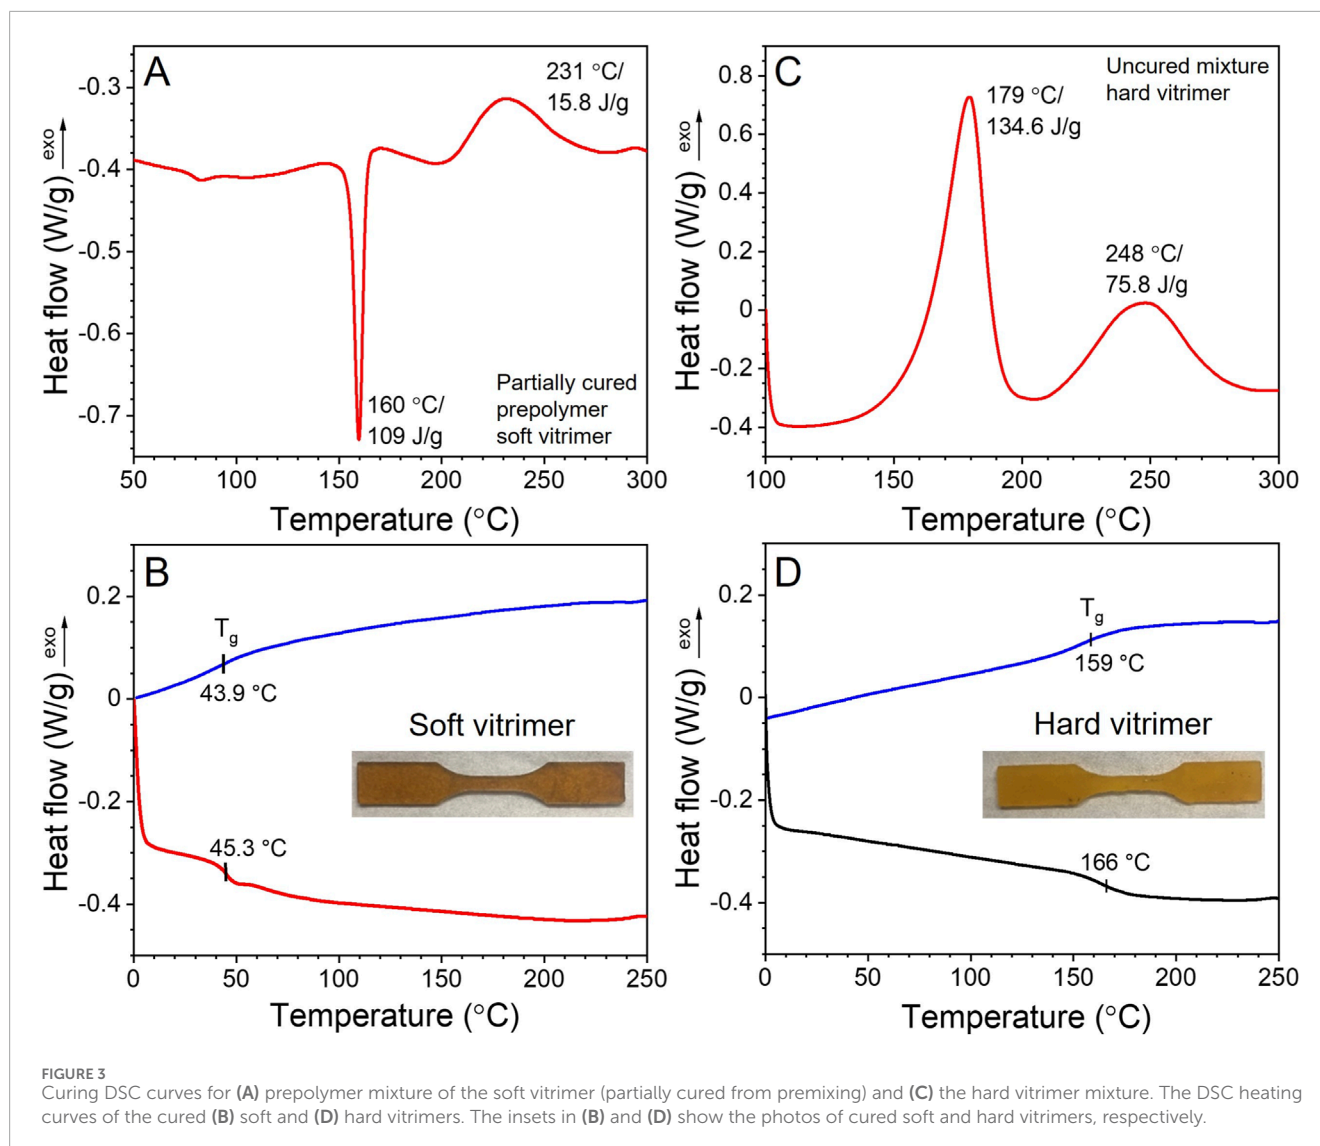 A
231 °C/
15.8 J/g
160 °C/
109 J/g
Partially cured
prepolymer
soft vitrimer
Heat flow (W/g) exo
-0.3
-0.4
-0.5
-0.6
-0.7
50 100 150 200 250 300
Temperature (°C)
C
Uncured mixture
hard vitrimer
179 °C/
134.6 J/g
248 °C/
75.8 J/g
Heat flow (W/g) exo
0.8
0.6
0.4
0.2
0
-0.2
-0.4
100 150 200 250 300
Temperature (°C)
B
Tg
43.9 °C
Soft vitrimer
45.3 °C
Heat flow (W/g) exo
0.2
0
-0.2
-0.4
0 50 100 150 200 250
Temperature (°C)
D
Tg
159 °C
Hard vitrimer
166 °C
Heat flow (W/g) exo
0.2
0
-0.2
-0.4
0 50 100 150 200 250
Temperature (°C)
FIGURE 3
Curing DSC curves for (A) prepolymer mixture of the soft vitrimer (partially cured from premixing) and (C) the hard vitrimer mixture. The DSC heating
curves of the cured (B) soft and (D) hard vitrimers. The insets in (B) and (D) show the photos of cured soft and hard vitrimers, respectively.